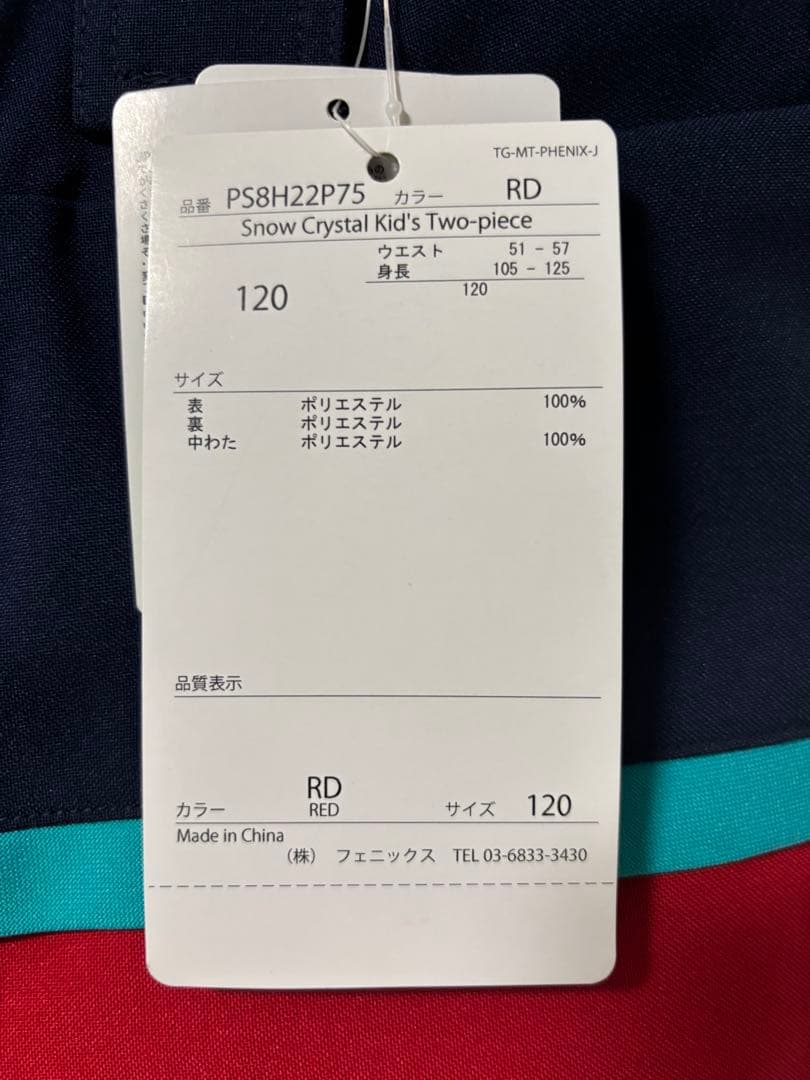 TG-MT-PHENIX-J
品番 PS8H22P75 カラー RD
Snow Crystal Kid's Two-piece
ウエスト 51 - 57
身長 105 - 125
120
120
サイズ
表 ポリエステル 100%
裏 ポリエステル
中わた ポリエステル 100%
品質表示
RD
カラー RED サイズ 120
Made in China
(株) フェニックス TEL 03-6833-3430